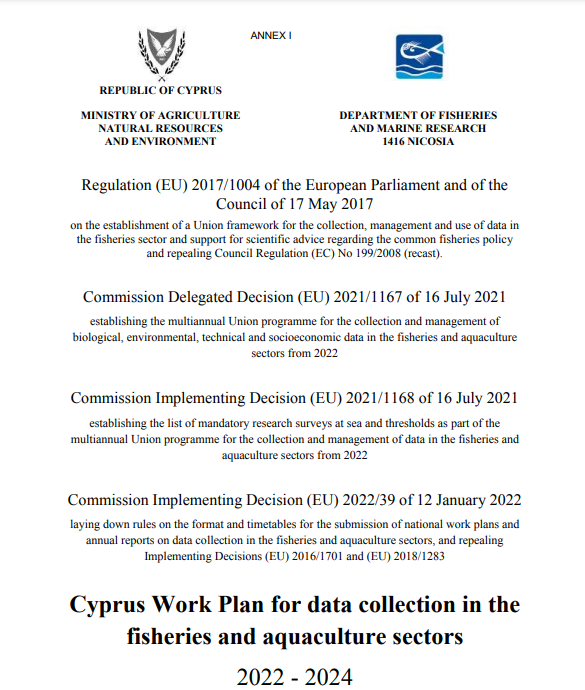 ANNEX I
REPUBLIC OF CYPRUS
MINISTRY OF AGRICULTURE
NATURAL RESOURCES
AND ENVIRONMENT
DEPARTMENT OF FISHERIES
AND MARINE RESEARCH
1416 NICOSIA
Regulation (EU) 2017/1004 of the European Parliament and of the
Council of 17 May 2017
on the establishment of a Union framework for the collection, management and use of data in
the fisheries sector and support for scientific advice regarding the common fisheries policy
and repealing Council Regulation (EC) No 199/2008 (recast).
Commission Delegated Decision (EU) 2021/1167 of 16 July 2021
establishing the multiannual Union programme for the collection and management of
biological, environmental, technical and socioeconomic data in the fisheries and aquaculture
sectors from 2022
Commission Implementing Decision (EU) 2021/1168 of 16 July 2021
establishing the list of mandatory research surveys at sea and thresholds as part of the
multiannual Union programme for the collection and management of data in the fisheries and
aquaculture sectors from 2022
Commission Implementing Decision (EU) 2022/39 of 12 January 2022
laying down rules on the format and timetables for the submission of national work plans and
annual reports on data collection in the fisheries and aquaculture sectors, and repealing
Implementing Decisions (EU) 2016/1701 and (EU) 2018/1283
Cyprus Work Plan for data collection in the
fisheries and aquaculture sectors
2022 - 2024